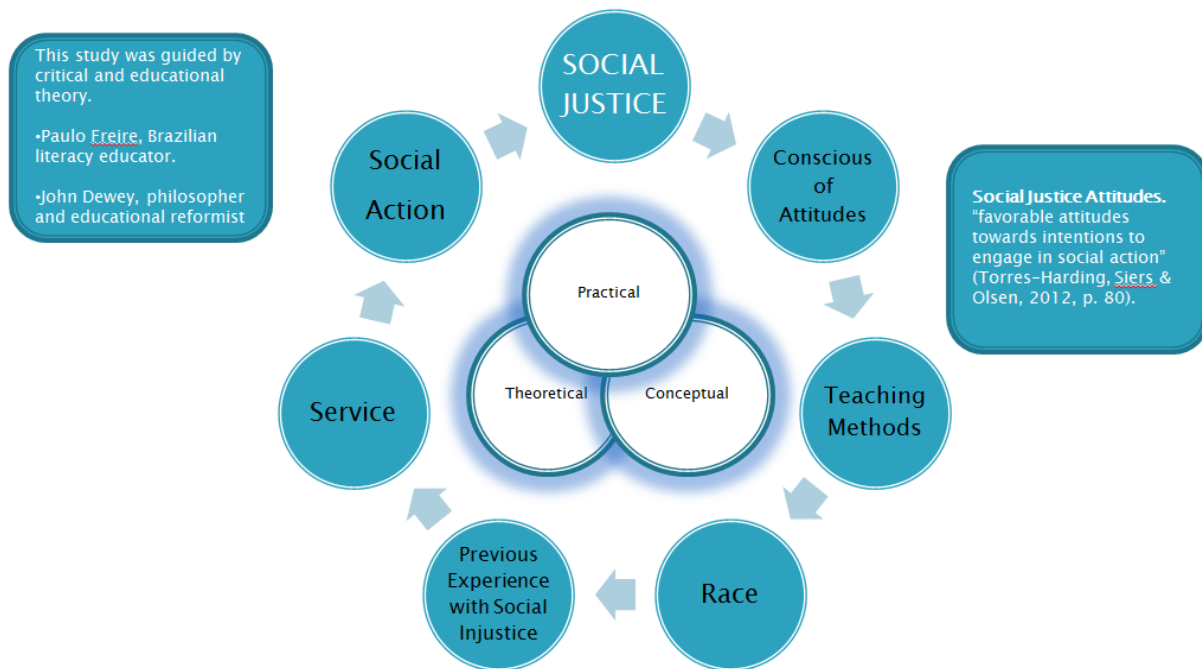 This study was guided by
critical and educational
theory.
•Paulo Freire, Brazilian
literacy educator.
•John Dewey, philosopher
and educational reformist
SOCIAL
JUSTICE
Conscious
of
Attitudes
Social Justice Attitudes.
“favorable attitudes
towards intentions to
engage in social action”
(Torres-Harding, Siers &
Olsen, 2012, p. 80).
Teaching
Methods
Race
Previous
Experience
with Social
Injustice
Service
Social
Action
Practical
Theoretical
Conceptual